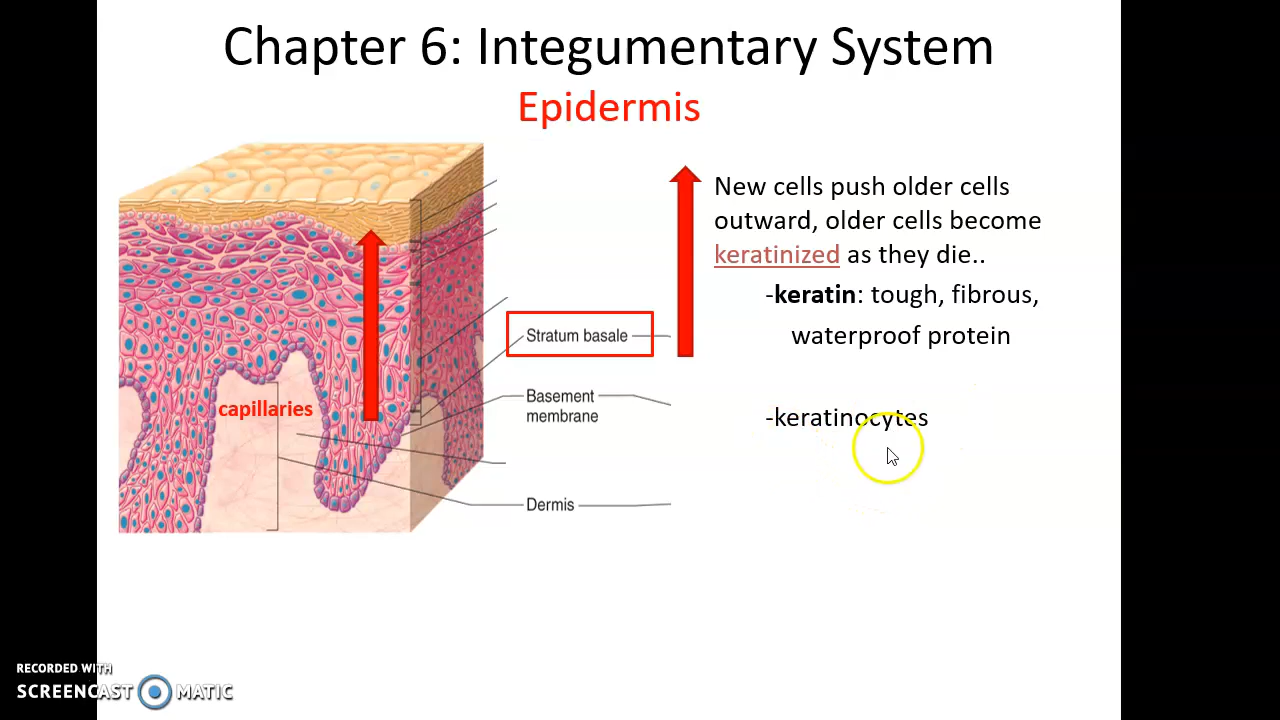 Chapter 6: Integumentary System
Epidermis
New cells push older cells
outward, older cells become
keratinized as they die..
-keratin: tough, fibrous,
waterproof protein
-keratinocytes
Stratum basale
Basement
membrane
capillaries
Dermis
RECORDED WITH
SCREENCAST MATIC